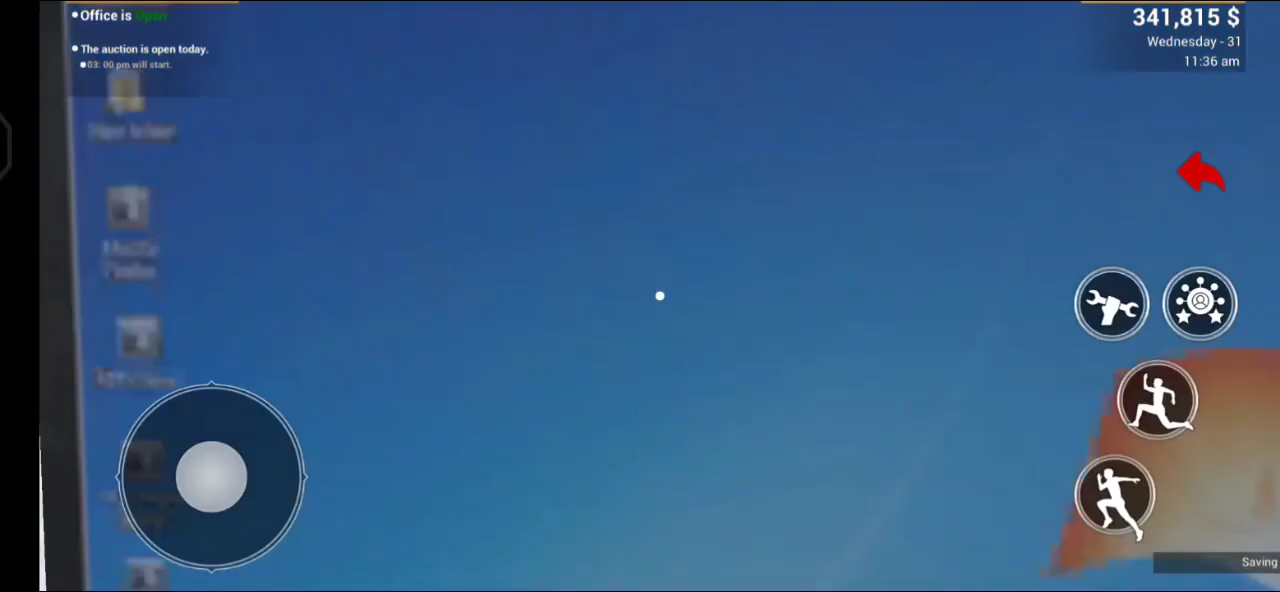 Office is Open
The auction is open today.
03: 00 pm will start.
341,815 $
Wednesday - 31
11:36 am
Saving